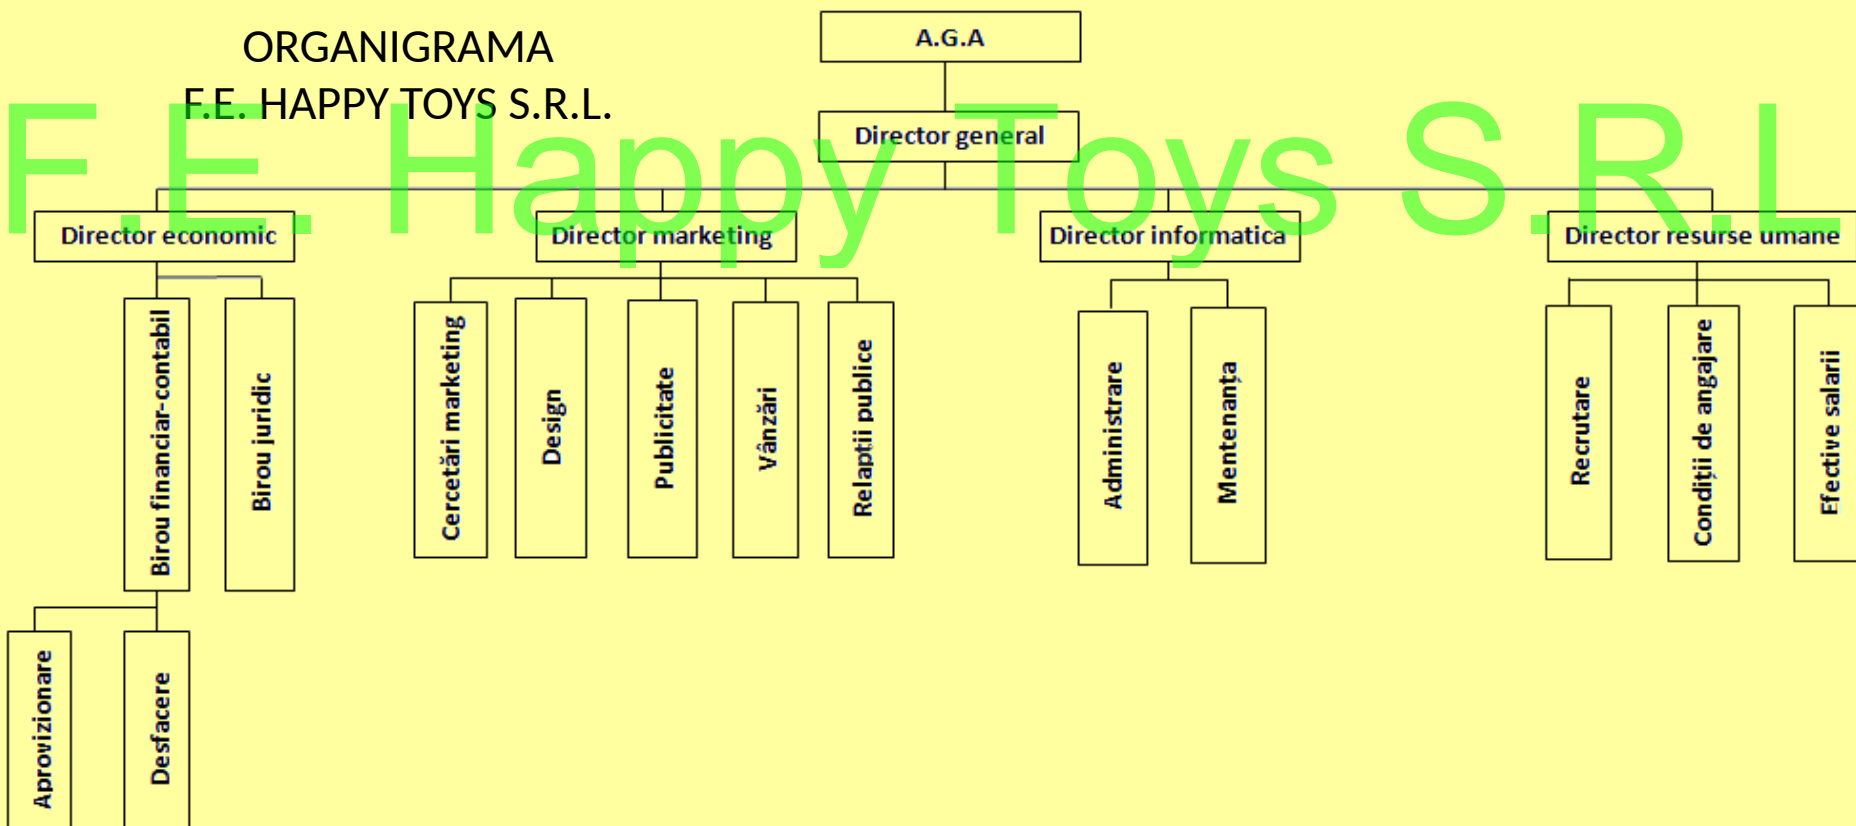 ORGANIGRAMA
F.E. HAPPY TOYS S.R.L.
F.E. Happy Toys S.R.L
A.G.A
Director general
Director economic
Director marketing
Director informatica
Director resurse umane
Birou financiar-contabil
Birou juridic
Cercetări marketing
Design
Publicitate
Vânzări
Relapții publice
Administrare
Mentenanța
Recrutare
Condiții de angajare
Efective salarii
Aprovizionare
Desfacere